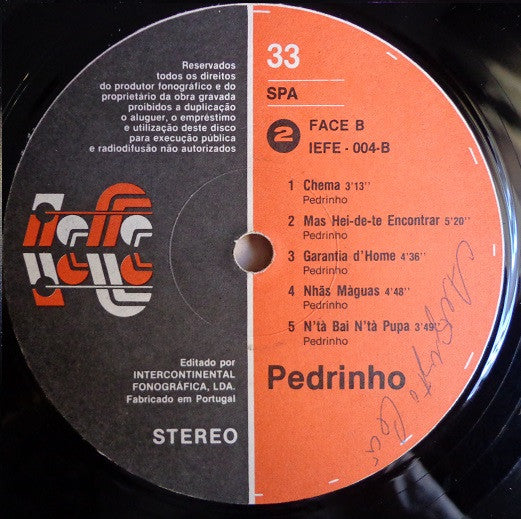 Reservados
todos os direitos
do produtor fonográfico e do
proprietário da obra gravada
proibidos a duplicação
o aluguer, o empréstimo
e utilização deste disco
para execução pública
e radiodifusão não autorizados
Editado por
INTERCONTINENTAL
FONOGRÁFICA, LDA.
Fabricado em Portugal
STEREO
33
SPA
2 FACE B
IEFE - 004-B
1 Chema 3'13''
Pedrinho
2 Mas Hei-de-te Encontrar 5'20''
Pedrinho
3 Garantia d'Home 4'36''
Pedrinho
4 Nhãs Màguas 4'48''
Pedrinho
5 N'tà Bai N'tà Pupa 3'49''
Pedrinho
Pedrinho